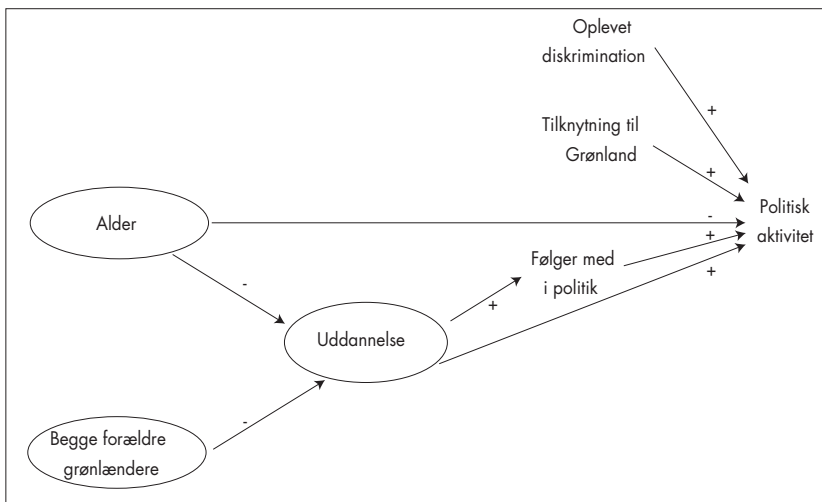 Oplevet
diskrimination
+
Tilknytning til
Grønland
+
Alder
-
Politisk
aktivitet
+
Følger med
i politik
+
-
+
Uddannelse
-
Begge forældre
grønlændere